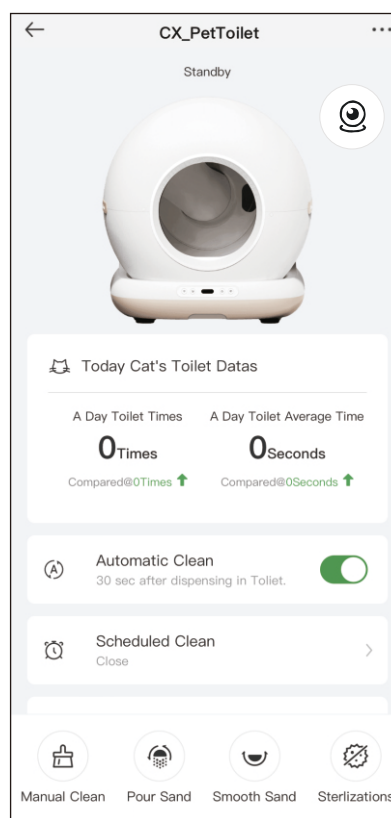 CX_PetToilet
Standby
Today Cat's Toilet Datas
A Day Toilet Times
A Day Toilet Average Time
0Times
0Seconds
Compared@0Times
Compared@0Seconds
Automatic Clean
30 sec after dispensing in Toliet.
Scheduled Clean
Close
Manual Clean
Pour Sand
Smooth Sand
Sterlizations